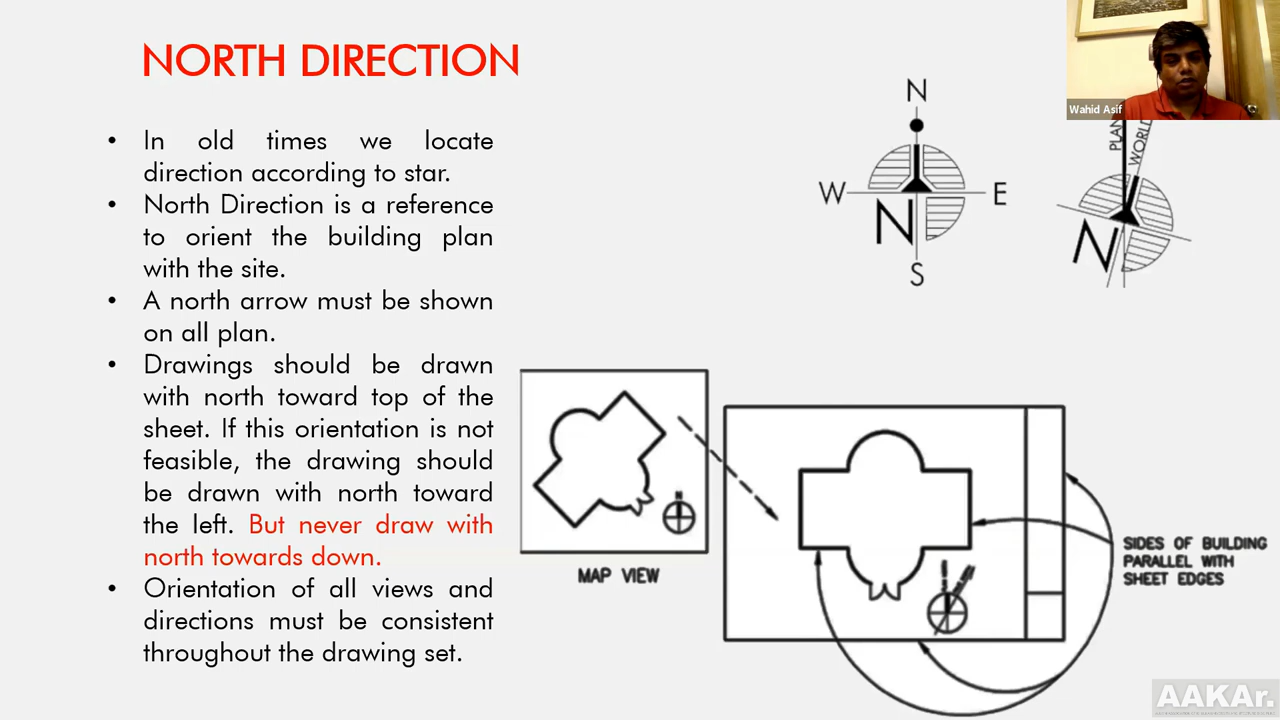 NORTH DIRECTION
• In old times we locate
direction according to star.
• North Direction is a reference
to orient the building plan
with the site.
• A north arrow must be shown
on all plan.
• Drawings should be drawn
with north toward top of the
sheet. If this orientation is not
feasible, the drawing should
be drawn with north toward
the left. But never draw with
north towards down.
• Orientation of all views and
directions must be consistent
throughout the drawing set.
N
W
E
N
S
PLAN
WORLD
N
Wahid Asif
N
MAP VIEW
SIDES OF BUILDING
PARALLEL WITH
SHEET EDGES
AAKAr.